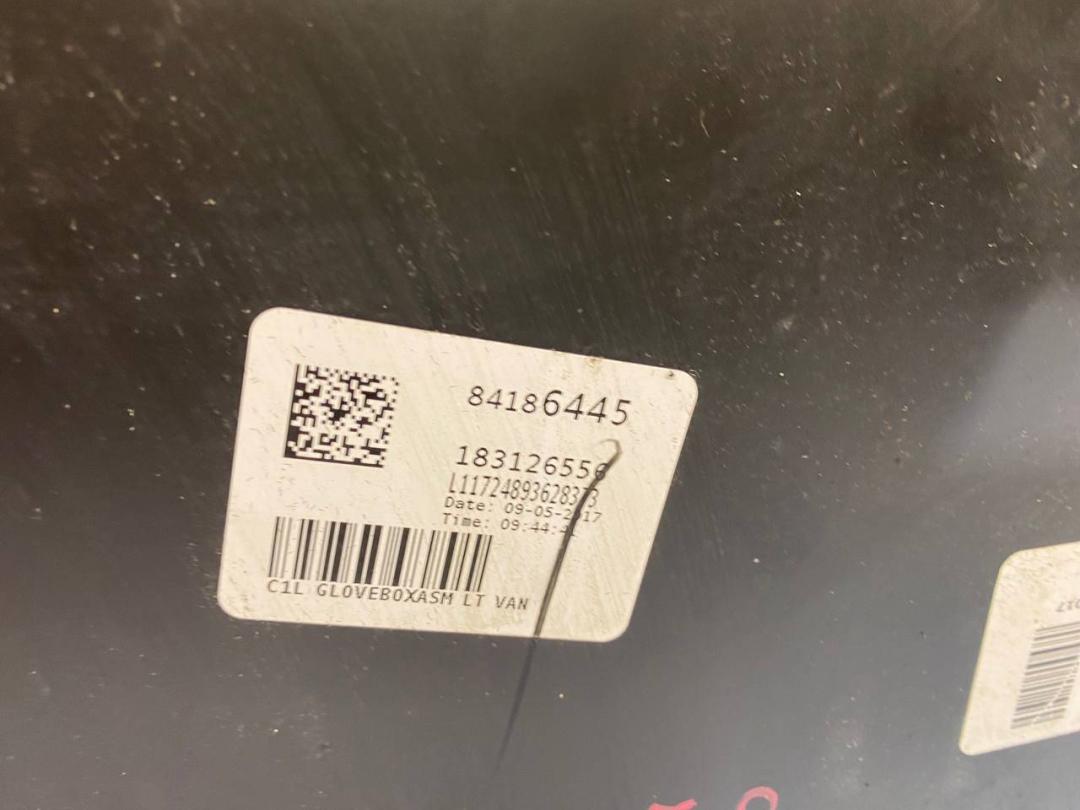 84186445
183126556
L11724893628373
Date: 09-05-2017
C1L GLOVEBOXASM LT VAN